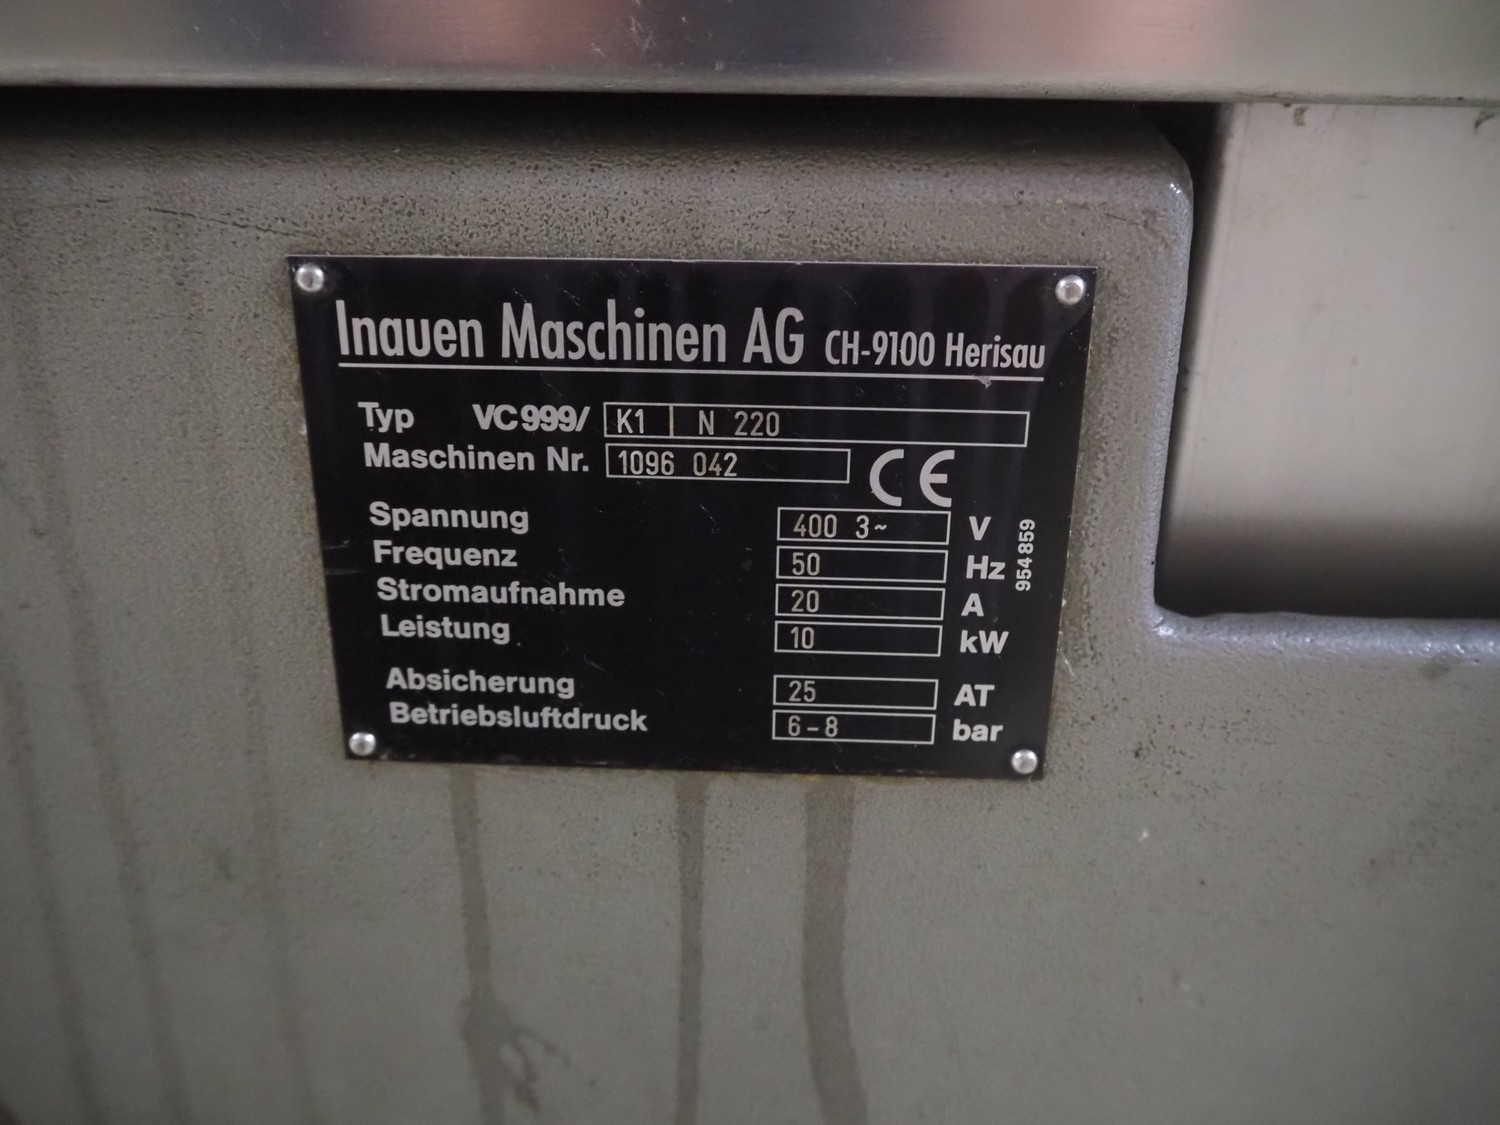 Inauen Maschinen AG CH-9100 Herisau
Typ VC999/ K1 | N 220
Maschinen Nr. 1096 042
CE
Spannung 400 3~ V
Frequenz 50 Hz
Stromaufnahme 20 A
Leistung 10 kW
Absicherung 25 AT
Betriebsluftdruck 6-8 bar
954 859